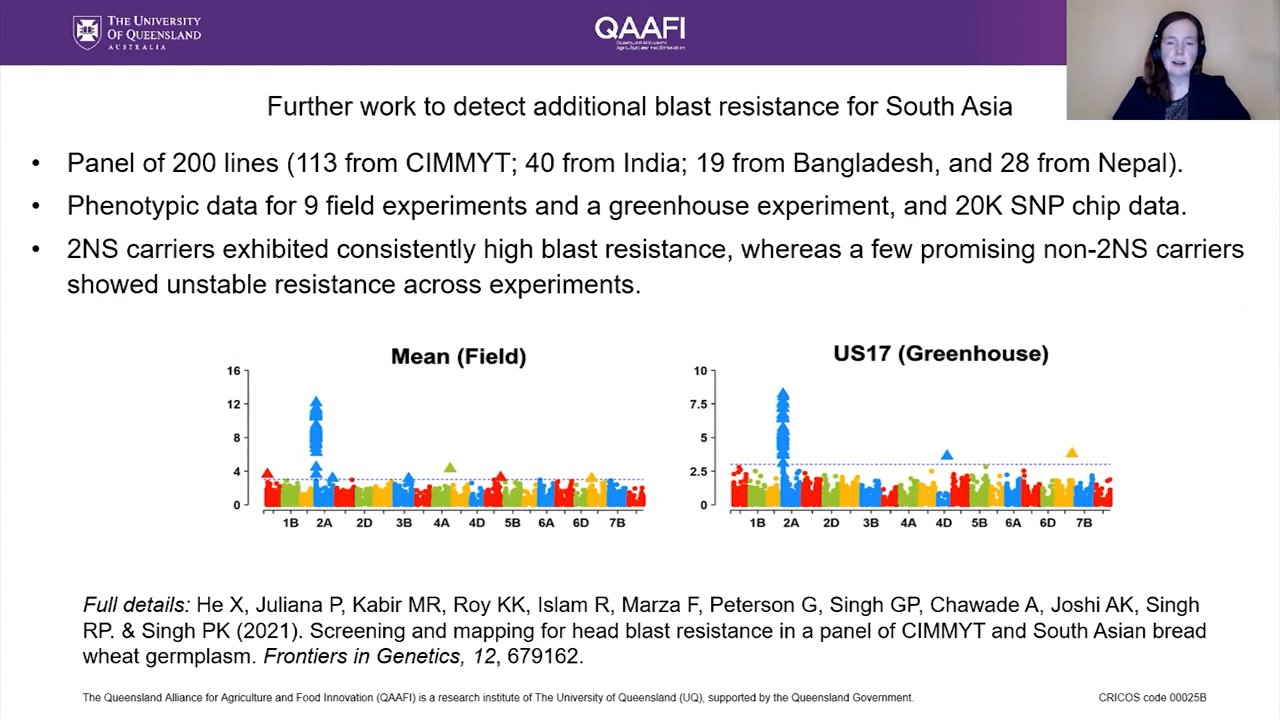 THE UNIVERSITY
OF QUEENSLAND
AUSTRALIA
QAAFI
Queensland Alliance for
Agriculture and Food Innovation
Further work to detect additional blast resistance for South Asia
• Panel of 200 lines (113 from CIMMYT; 40 from India; 19 from Bangladesh, and 28 from Nepal).
• Phenotypic data for 9 field experiments and a greenhouse experiment, and 20K SNP chip data.
• 2NS carriers exhibited consistently high blast resistance, whereas a few promising non-2NS carriers
showed unstable resistance across experiments.
Mean (Field)
16
12
8
4
0
1B 2A 2D 3B 4A 4D 5B 6A 6D 7B
US17 (Greenhouse)
10
7.5
5
2.5
0
1B 2A 2D 3B 4A 4D 5B 6A 6D 7B
Full details: He X, Juliana P, Kabir MR, Roy KK, Islam R, Marza F, Peterson G, Singh GP, Chawade A, Joshi AK, Singh
RP. & Singh PK (2021). Screening and mapping for head blast resistance in a panel of CIMMYT and South Asian bread
wheat germplasm. Frontiers in Genetics, 12, 679162.
The Queensland Alliance for Agriculture and Food Innovation (QAAFI) is a research institute of The University of Queensland (UQ), supported by the Queensland Government.
CRICOS code 00025B